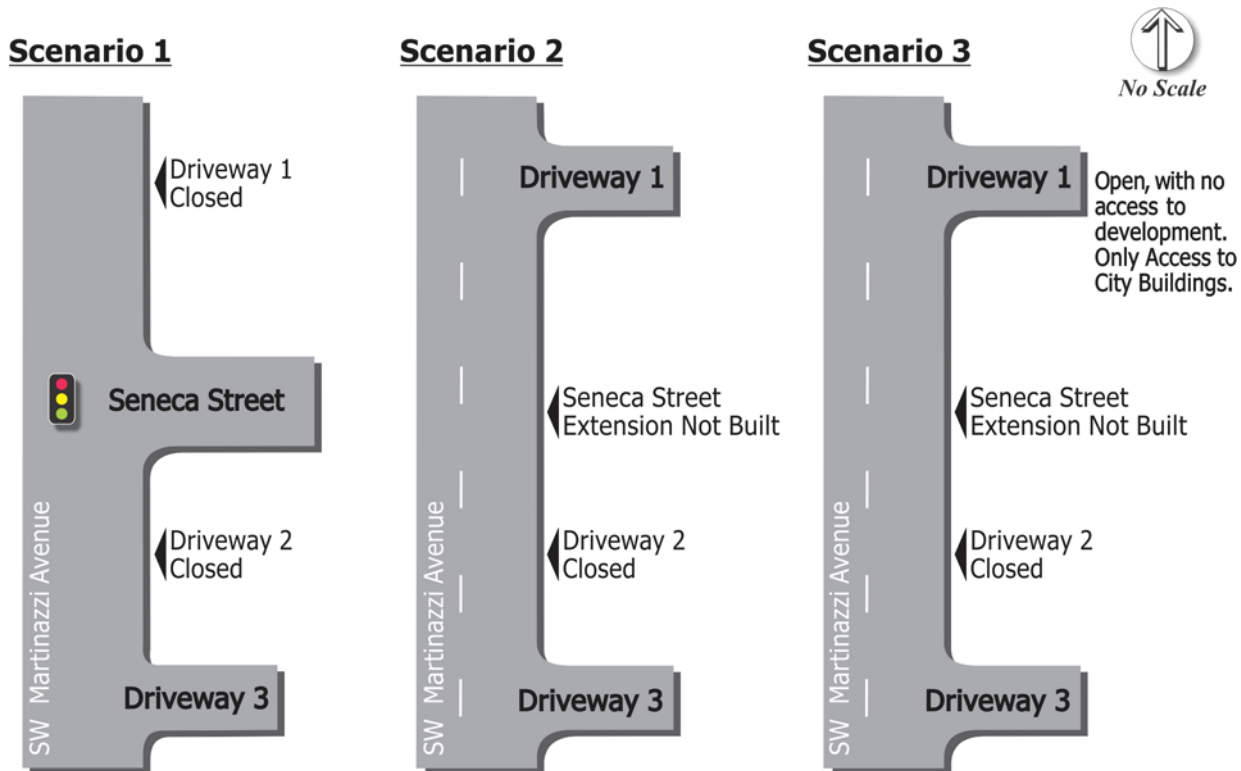 Scenario 1
Driveway 1
Closed
Seneca Street
Driveway 2
Closed
SW Martinazzi Avenue
Driveway 3
Scenario 2
Driveway 1
Seneca Street
Extension Not Built
Driveway 2
Closed
SW Martinazzi Avenue
Driveway 3
Scenario 3
No Scale
Driveway 1
Open, with no
access to
development.
Only Access to
City Buildings.
Seneca Street
Extension Not Built
Driveway 2
Closed
SW Martinazzi Avenue
Driveway 3